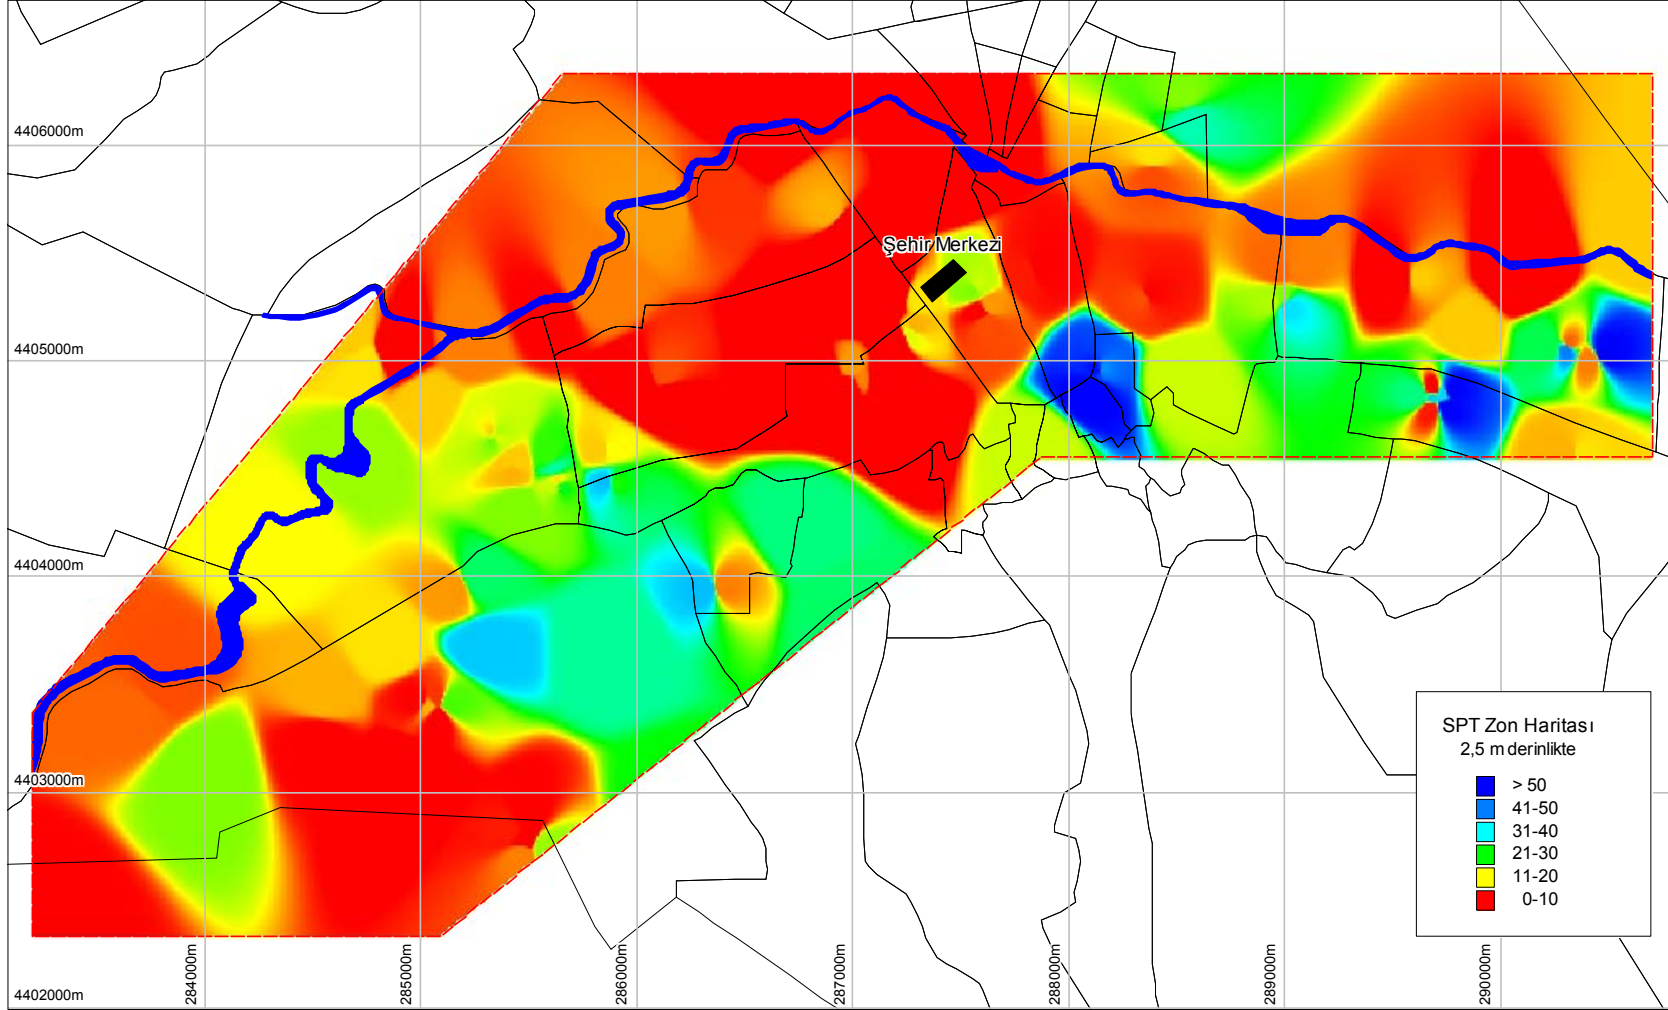 4406000m
Şehir Merkezi
4405000m
4404000m
4403000m
4402000m
284000m
285000m
286000m
287000m
288000m
289000m
290000m
SPT Zon Haritası
2,5 m derinlikte
> 50
41-50
31-40
21-30
11-20
0-10